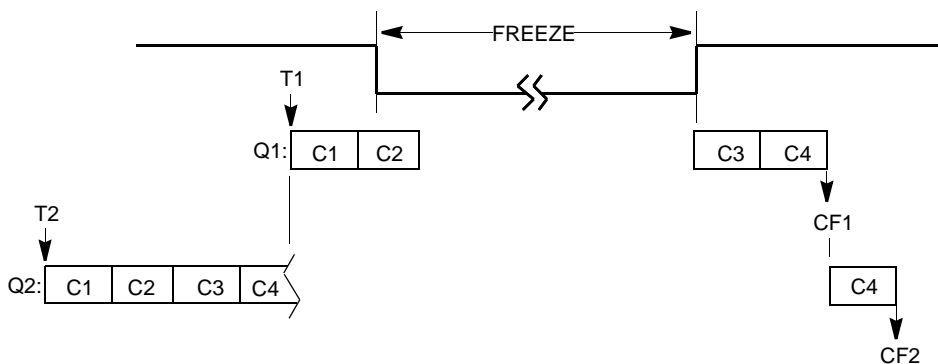 FREEZE
T1
Q1: C1 C2 C3 C4
CF1
T2
Q2: C1 C2 C3 C4 C4
CF2